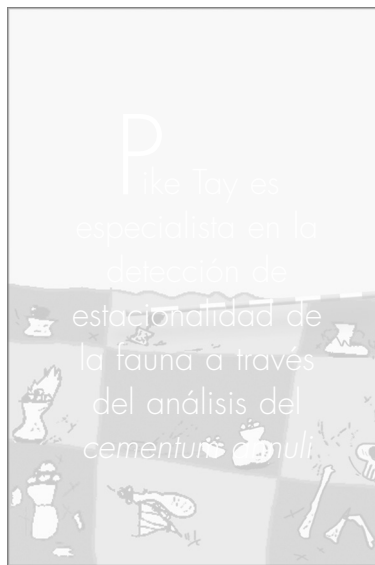 Pike Tay es
especialista en la
detección de
estacionalidad de
la fauna a través
del análisis del
cementum annuli